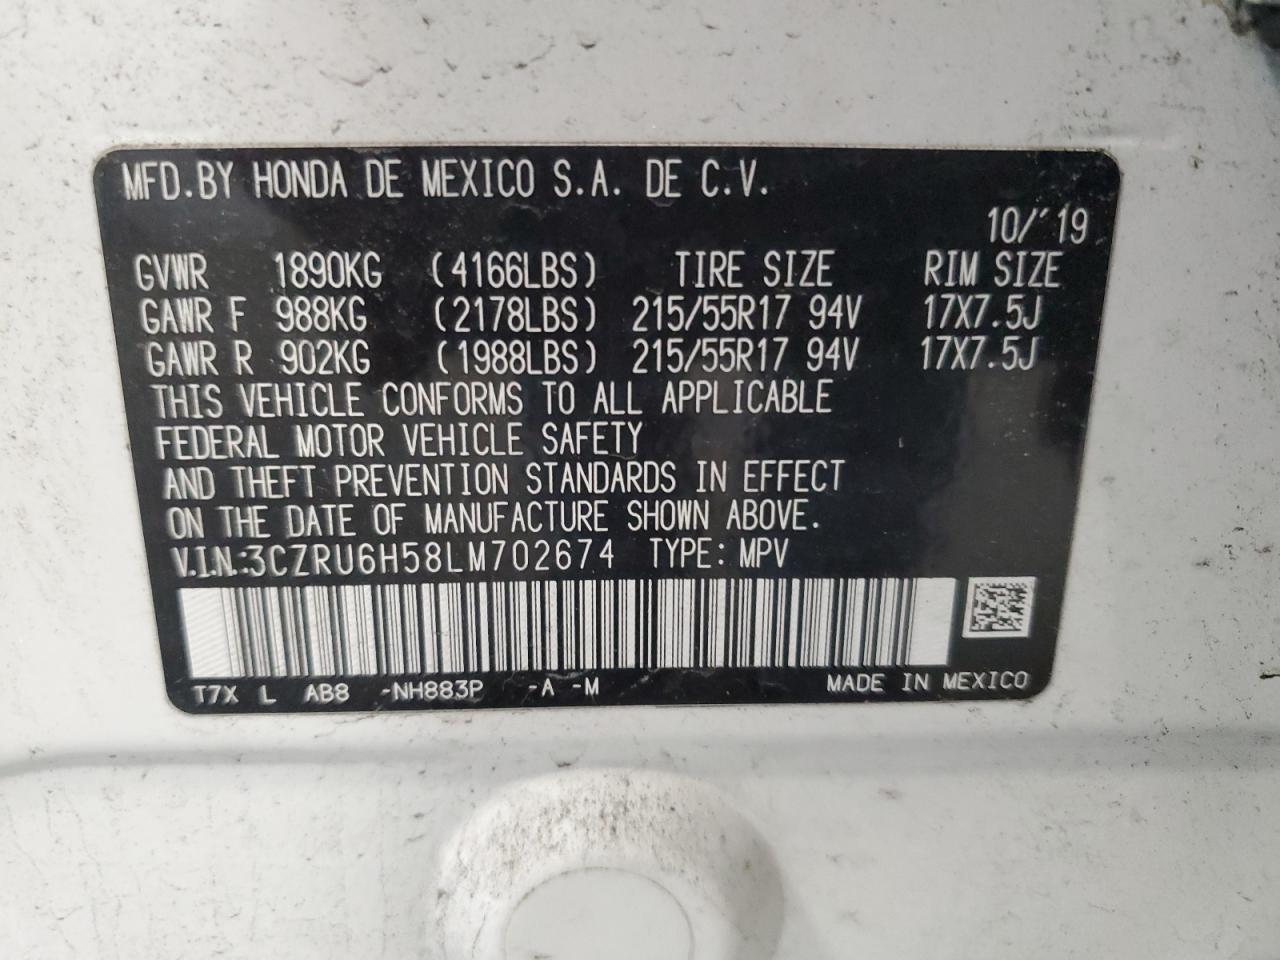 MFD. BY HONDA DE MEXICO S.A. DE C.V.
10/'19
GVWR 1890KG (4166LBS) TIRE SIZE RIM SIZE
GAWR F 988KG (2178LBS) 215/55R17 94V 17X7.5J
GAWR R 902KG (1988LBS) 215/55R17 94V 17X7.5J
THIS VEHICLE CONFORMS TO ALL APPLICABLE
FEDERAL MOTOR VEHICLE SAFETY
AND THEFT PREVENTION STANDARDS IN EFFECT
ON THE DATE OF MANUFACTURE SHOWN ABOVE.
V.I.N.:3CZRU6H58LM702674 TYPE: MPV
T7X L AB8 -NH883P -A -M MADE IN MEXICO